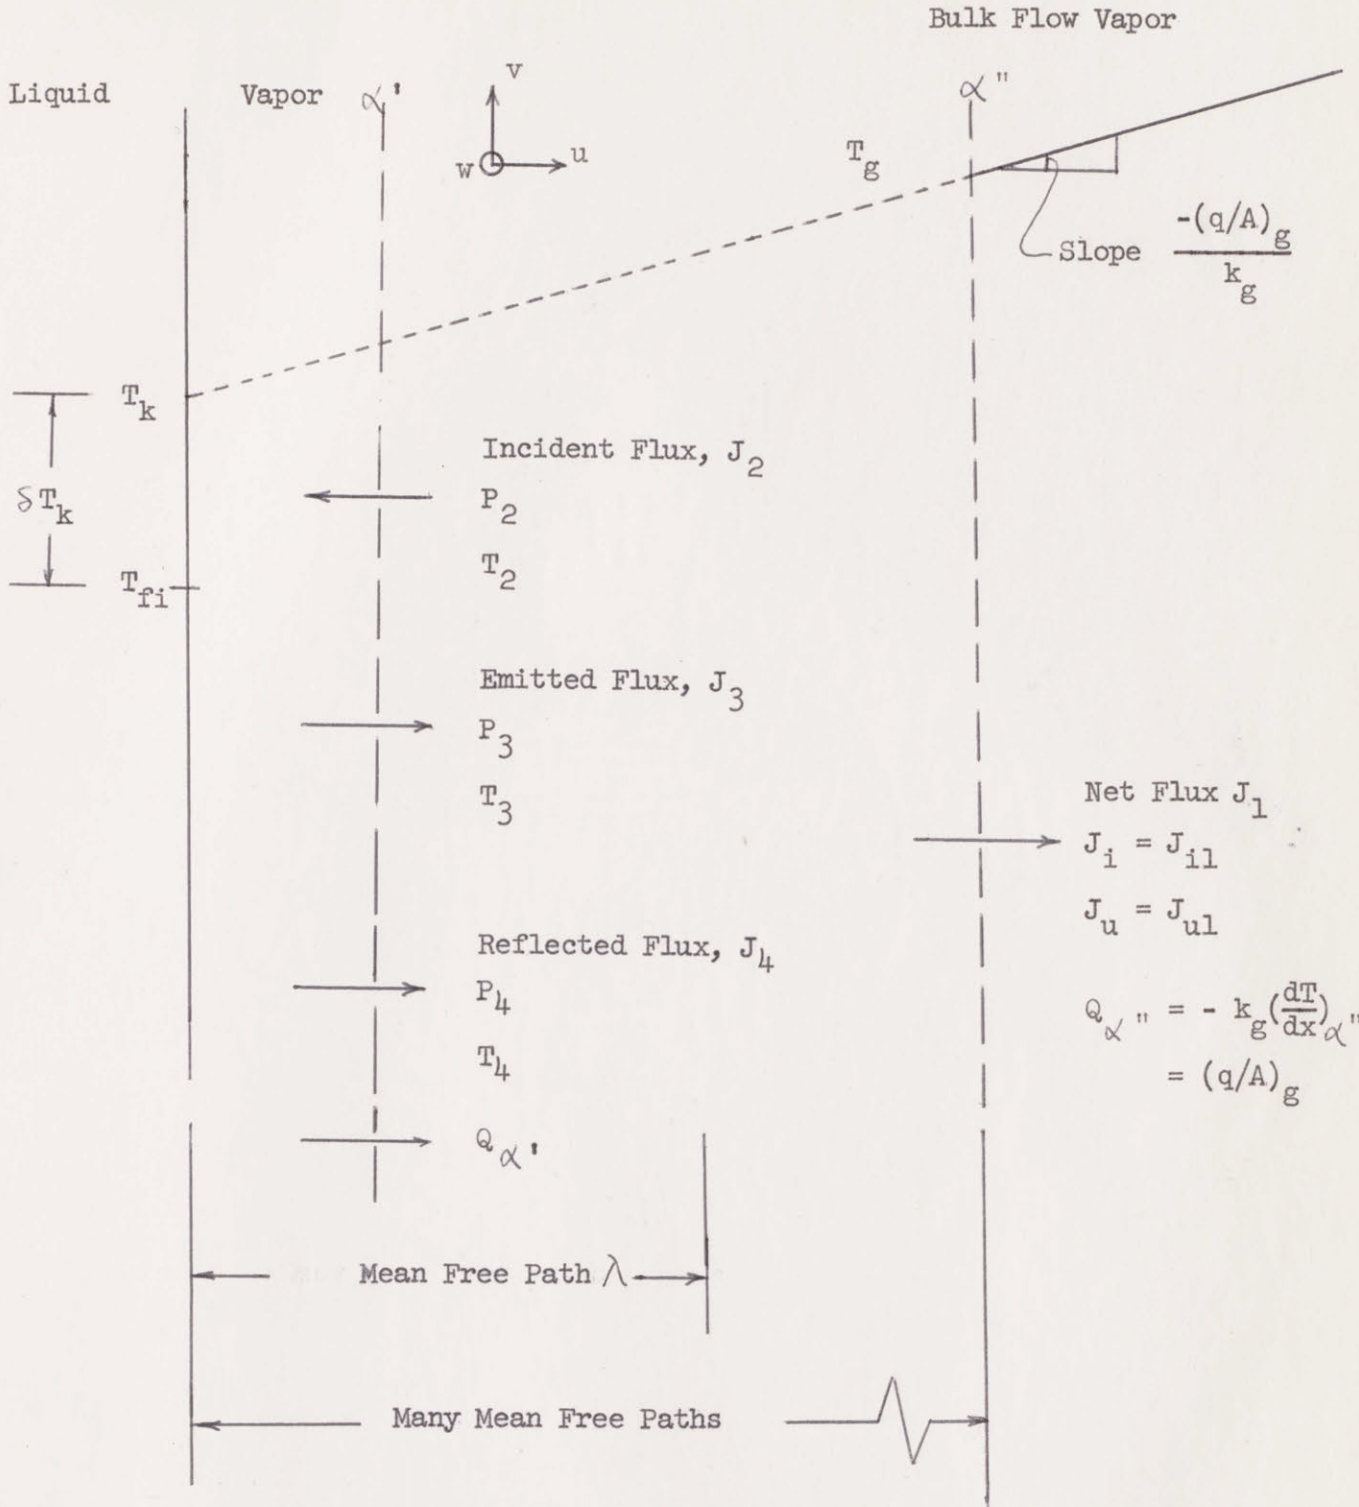 Bulk Flow Vapor
Liquid
Vapor
α'
α"
v
u
w
T_g
Slope -(q/A)_g / k_g
T_k
δT_k
T_fi
Incident Flux, J_2
P_2
T_2
Emitted Flux, J_3
P_3
T_3
Net Flux J_1
J_i = J_i1
J_u = J_u1
Reflected Flux, J_4
P_4
T_4
Q_α" = - k_g(dT/dx)_α"
= (q/A)_g
Q_α'
Mean Free Path λ
Many Mean Free Paths